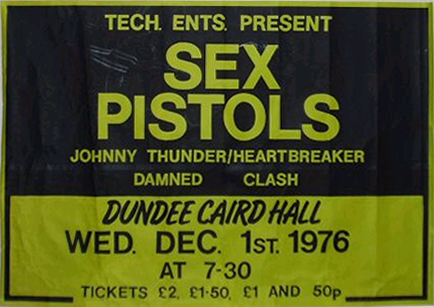 TECH. ENTS. PRESENT
SEX
PISTOLS
JOHNNY THUNDER/HEARTBREAKER
DAMNED CLASH
DUNDEE CAIRD HALL
WED. DEC. 1ST. 1976
AT 7-30
TICKETS £2, £1·50, £1 AND 50p